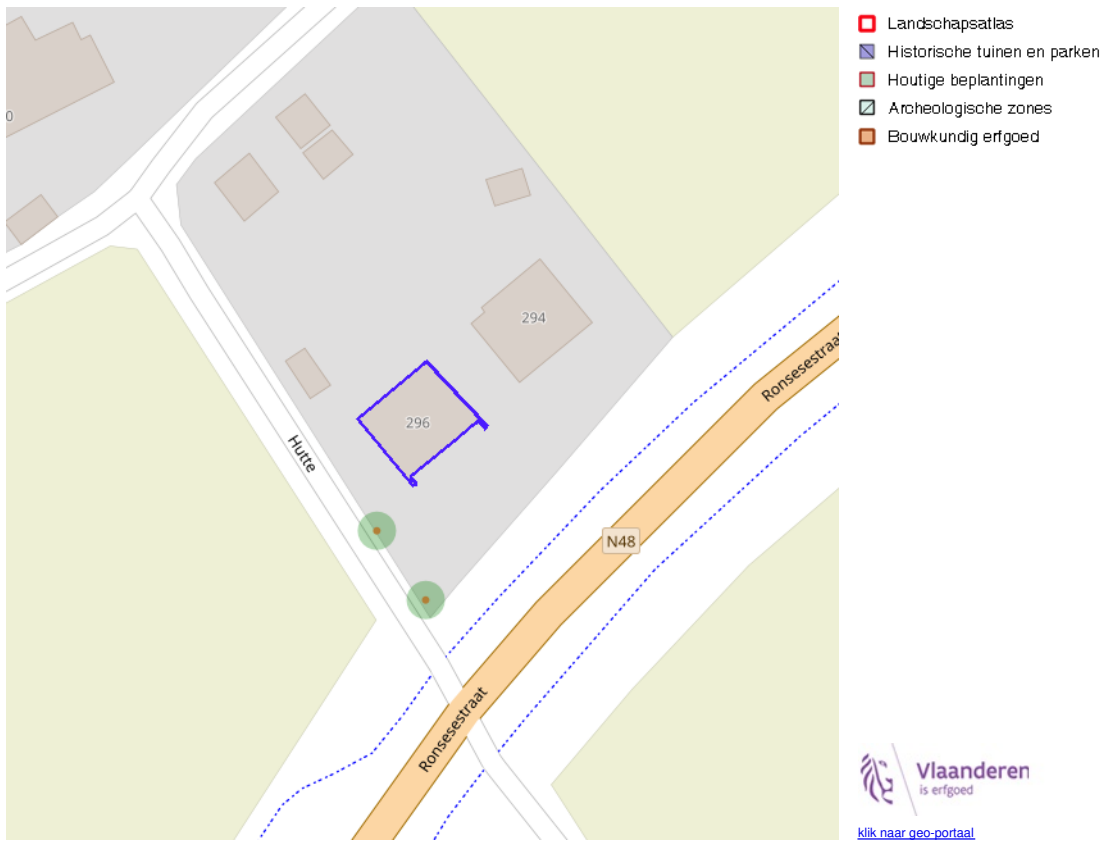 Landschapsatlas
Historische tuinen en parken
Houtige beplantingen
Archeologische zones
Bouwkundig erfgoed
0
294
Ronsesestraat
296
Hutte
N48
Ronsesestraat
Vlaanderen
is erfgoed
klik naar geo-portaal